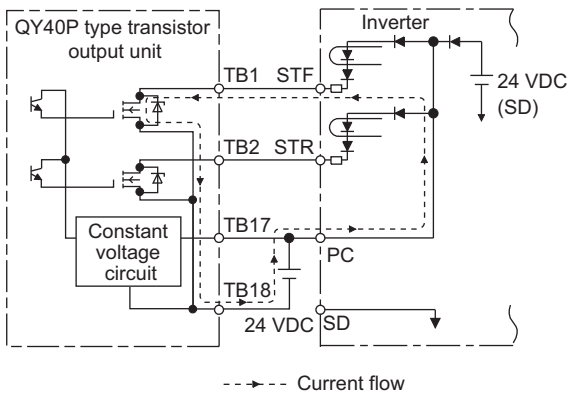 QY40P type transistor
output unit
Inverter
TB1 STF
24 VDC
(SD)
TB2 STR
TB17
Constant
voltage
circuit
PC
TB18
24 VDC SD
Current flow